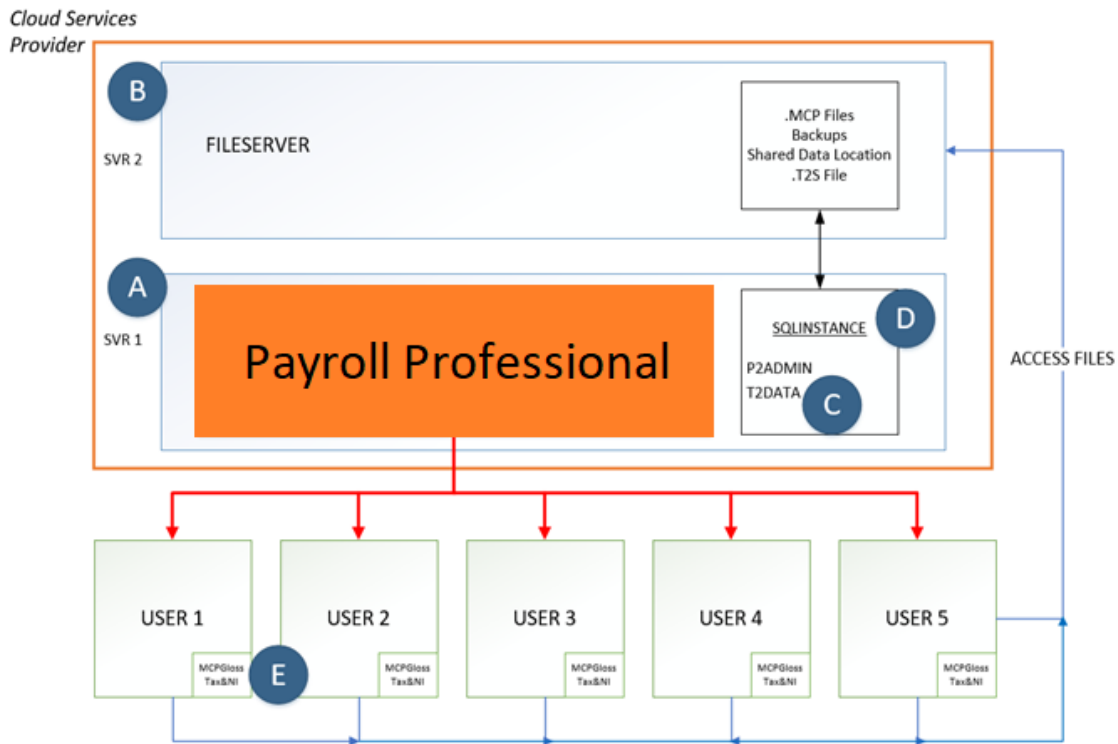 Cloud Services
Provider
B
SVR 2
FILESERVER
.MCP Files
Backups
Shared Data Location
.T2S File
A
SVR 1
Payroll Professional
SQLINSTANCE
D
P2ADMIN
T2DATA
C
ACCESS FILES
USER 1
MCPGloss
Tax&NI
E
USER 2
MCPGloss
Tax&NI
USER 3
MCPGloss
Tax&NI
USER 4
MCPGloss
Tax&NI
USER 5
MCPGloss
Tax&NI